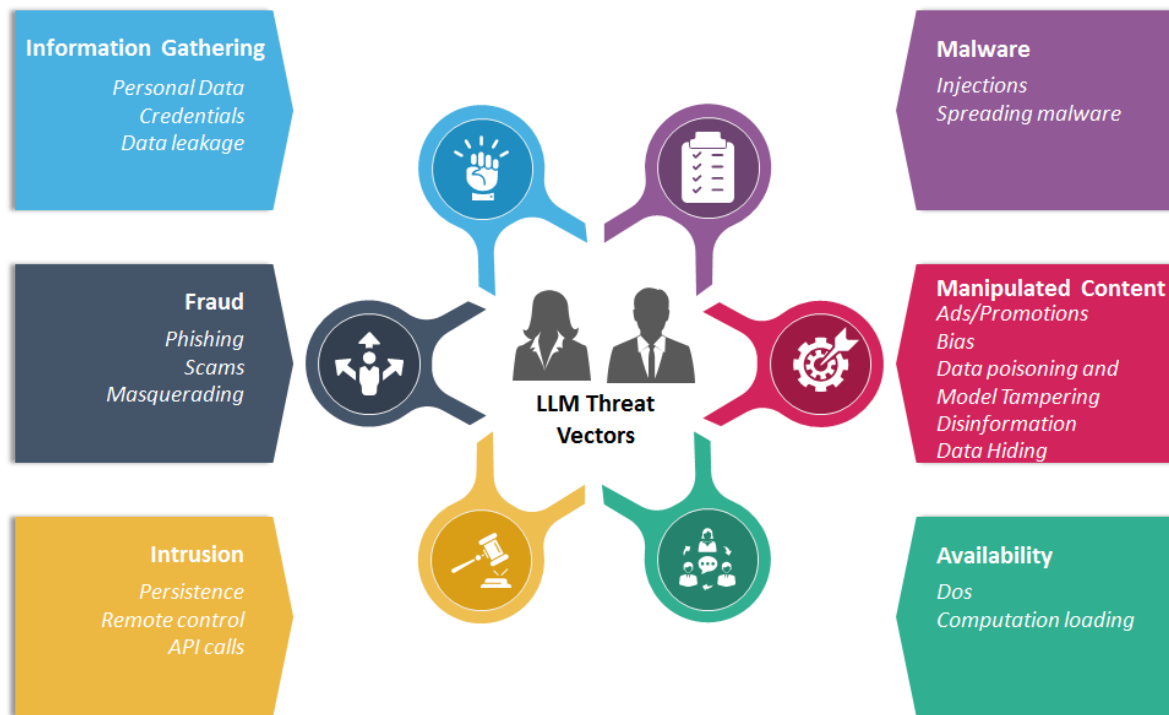 Information Gathering
Personal Data
Credentials
Data leakage
Malware
Injections
Spreading malware
Fraud
Phishing
Scams
Masquerading
LLM Threat
Vectors
Manipulated Content
Ads/Promotions
Bias
Data poisoning and
Model Tampering
Disinformation
Data Hiding
Intrusion
Persistence
Remote control
API calls
Availability
Dos
Computation loading